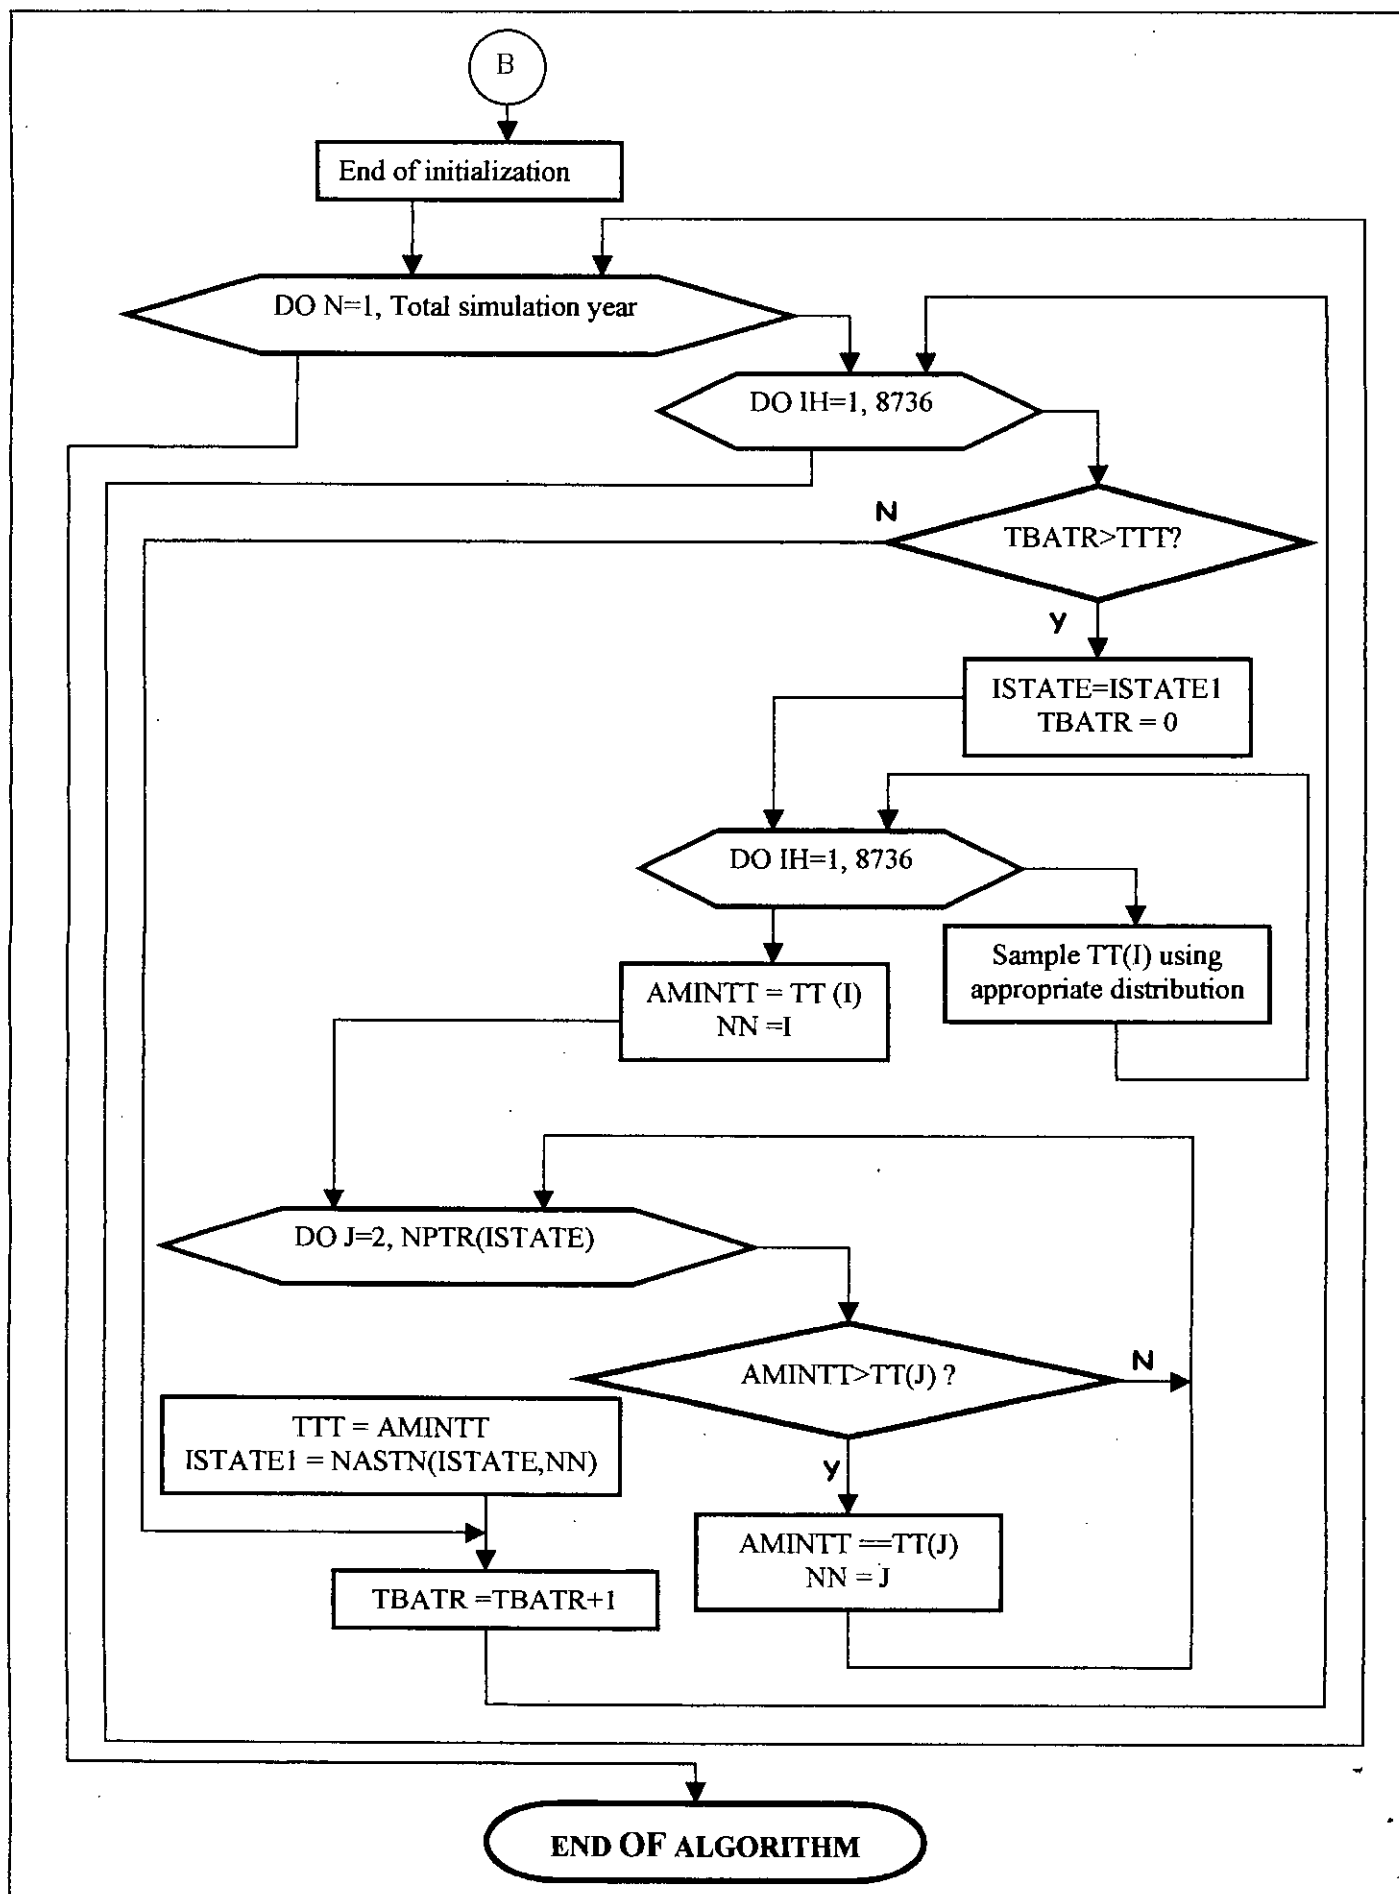 B
End of initialization
DO N=1, Total simulation year
DO IH=1, 8736
N
TBATR>TTT?
Y
ISTATE=ISTATE1
TBATR = 0
DO IH=1, 8736
Sample TT(I) using
appropriate distribution
AMINTT = TT (I)
NN =I
DO J=2, NPTR(ISTATE)
AMINTT>TT(J) ?
N
TTT = AMINTT
ISTATE1 = NASTN(ISTATE,NN)
Y
AMINTT ==TT(J)
NN = J
TBATR =TBATR+1
END OF ALGORITHM